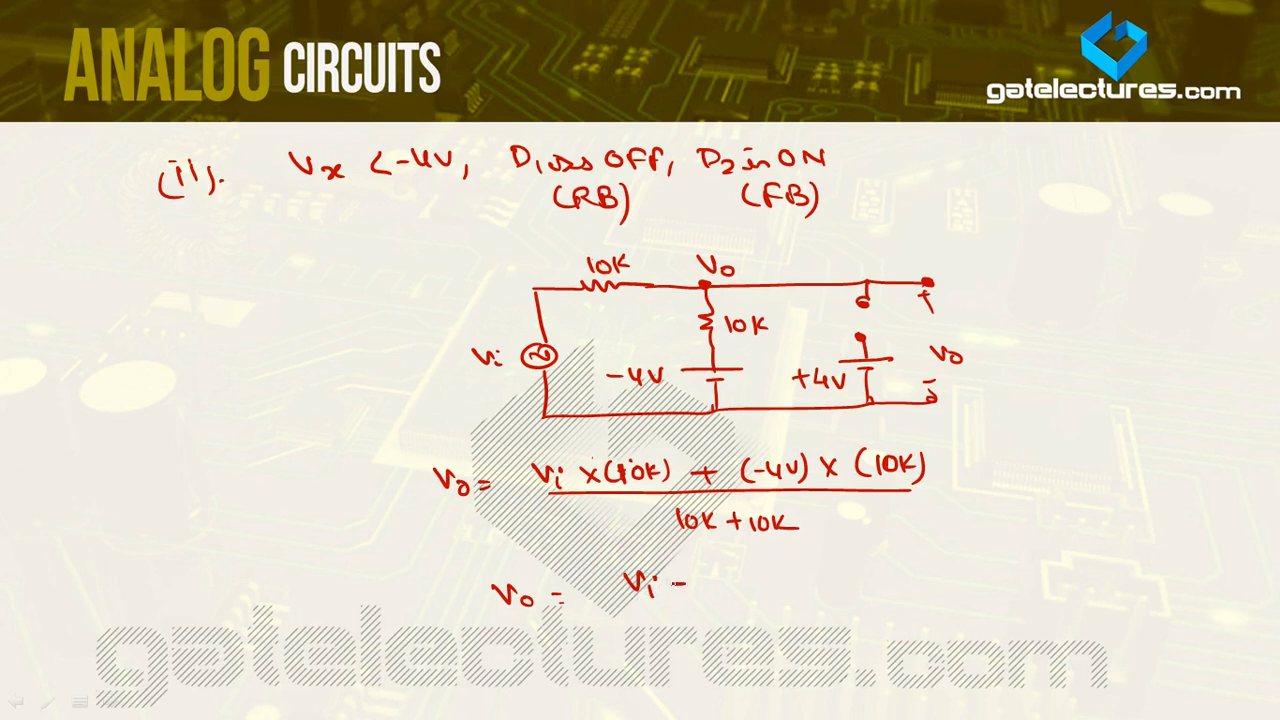 ANALOG CIRCUITS
gatelectures.com
(ii). Vx < -4V, D1 is OFF, D2 is ON
(RB) (FB)
10K Vo
10K
Vi -4V +4V Vo
+
-
Vo = Vi x (10K) + (-4V) x (10K)
10K + 10K
Vo = Vi -
gatelectures.com